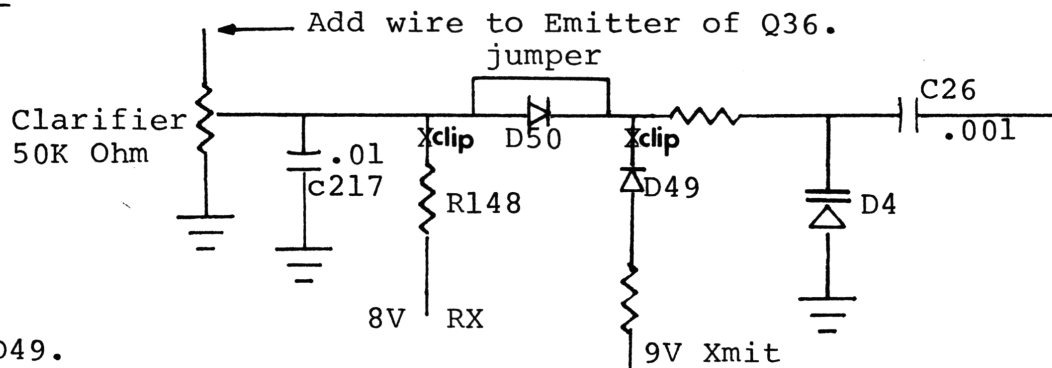 Add wire to Emitter of Q36.
jumper
C26
Clarifier
50K Ohm
Xclip
D50
Xclip
.001
.01
c217
R148
D49
D4
8V RX
9V Xmit
D49.